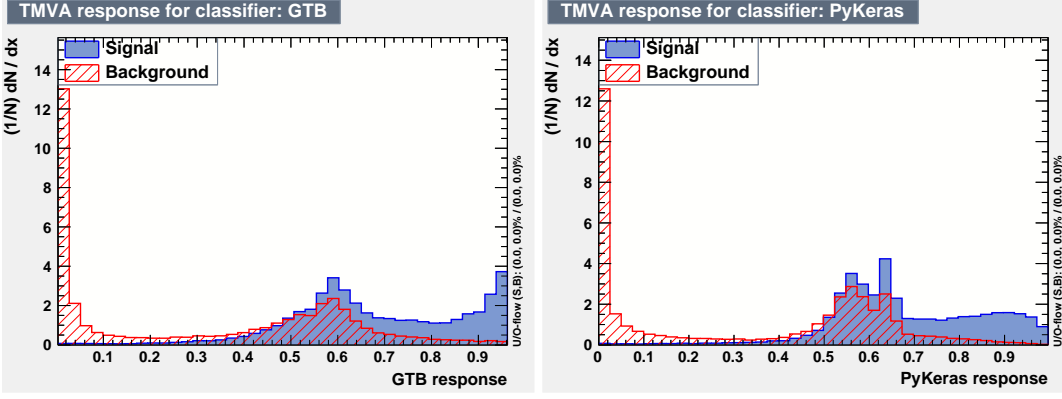 TMVA response for classifier: GTB
(1/N) dN / dx
Signal
Background
14
12
10
8
6
4
2
0
0.1 0.2 0.3 0.4 0.5 0.6 0.7 0.8 0.9
GTB response
U/O-flow (S,B): (0.0, 0.0)% / (0.0, 0.0)%
TMVA response for classifier: PyKeras
(1/N) dN / dx
Signal
Background
14
12
10
8
6
4
2
0
0 0.1 0.2 0.3 0.4 0.5 0.6 0.7 0.8 0.9
PyKeras response
U/O-flow (S,B): (0.0, 0.0)% / (0.0, 0.0)%